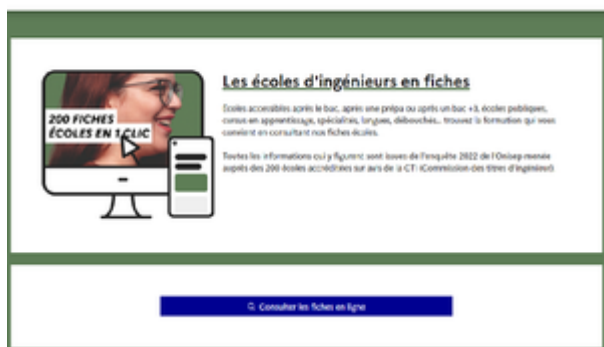 Les écoles d'ingénieurs en fiches
200 FICHES
ÉCOLES EN 1 CLIC
Écoles accessibles après le bac, après une prépa ou après un bac +3, écoles publiques,
cursus en apprentissage, spécialités, langues, débouchés... trouvez la formation qui vous
convient en consultant nos fiches écoles.
Toutes les informations qui y figurent sont issues de l'enquête 2022 de l'Onisep menée
auprès des 200 écoles accréditées sur avis de la CTI (Commission des titres d'ingénieur)
Consulter les fiches en ligne